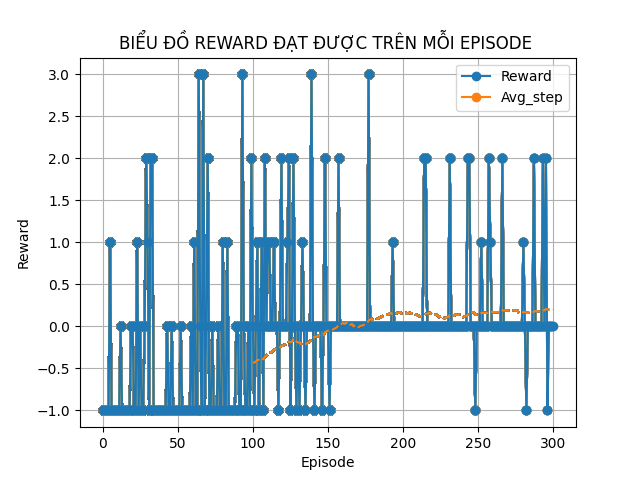 BIỂU ĐỒ REWARD ĐẠT ĐƯỢC TRÊN MỖI EPISODE
Reward
Avg_step
3.0
2.5
2.0
1.5
1.0
0.5
0.0
−0.5
−1.0
Reward
0 50 100 150 200 250 300
Episode